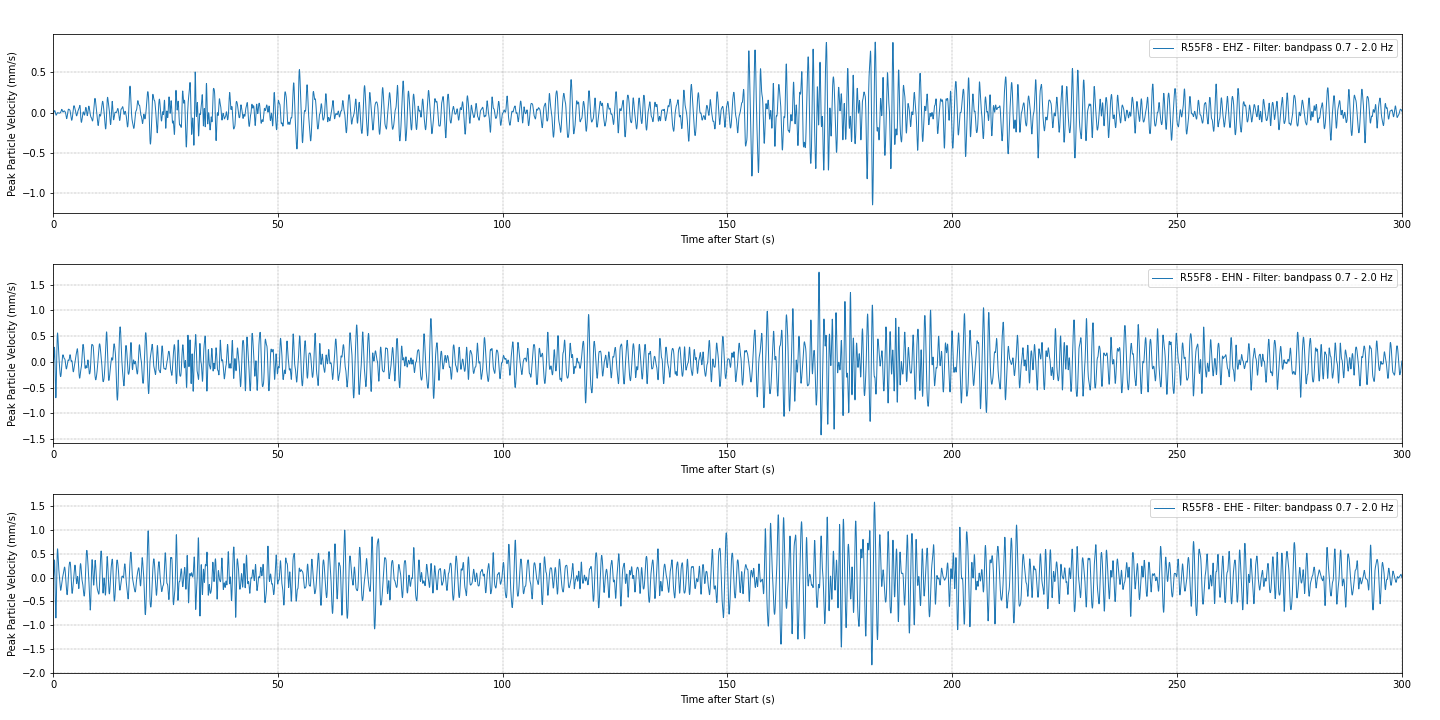 R55F8 - EHZ - Filter: bandpass 0.7 - 2.0 Hz
Peak Particle Velocity (mm/s)
0.5
0.0
−0.5
−1.0
0 50 100 150 200 250 300
Time after Start (s)
R55F8 - EHN - Filter: bandpass 0.7 - 2.0 Hz
Peak Particle Velocity (mm/s)
1.5
1.0
0.5
0.0
−0.5
−1.0
−1.5
0 50 100 150 200 250 300
Time after Start (s)
R55F8 - EHE - Filter: bandpass 0.7 - 2.0 Hz
Peak Particle Velocity (mm/s)
1.5
1.0
0.5
0.0
−0.5
−1.0
−1.5
−2.0
0 50 100 150 200 250 300
Time after Start (s)